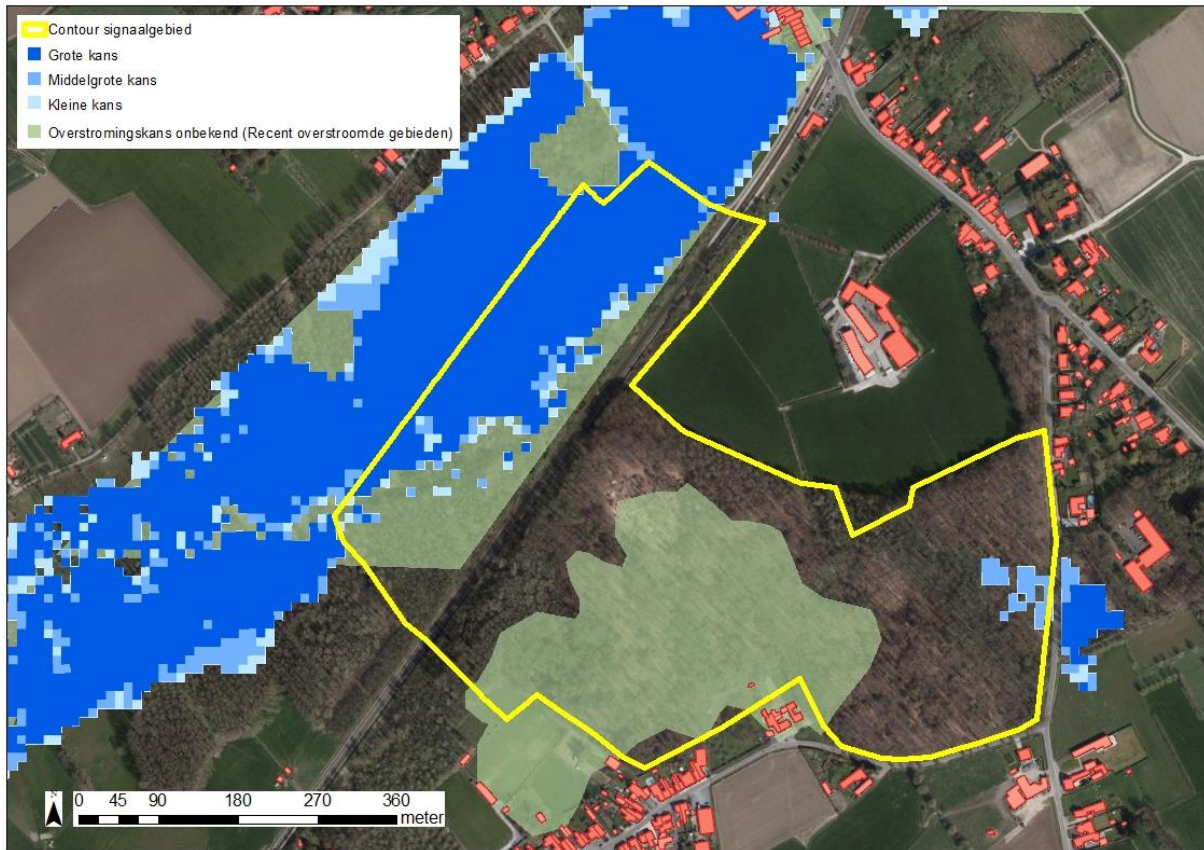 Contour signaalgebied
Grote kans
Middelgrote kans
Kleine kans
Overstromingskans onbekend (Recent overstroomde gebieden)
N
0 45 90 180 270 360
meter